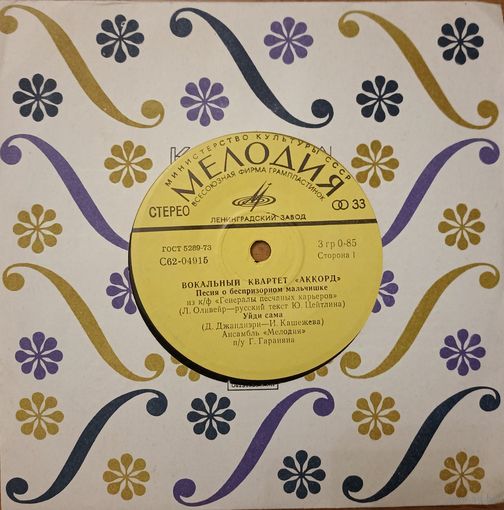 МИНИСТЕРСТВО КУЛЬТУРЫ СССР
МЕЛОДИЯ
ВСЕСОЮЗНАЯ ФИРМА ГРАМПЛАСТИНОК
СТЕРЕО
33
ЛЕНИНГРАДСКИЙ ЗАВОД
ГОСТ 5289-73
3 гр 0-85
С62-04915
Сторона 1
ВОКАЛЬНЫЙ КВАРТЕТ «АККОРД»
Песня о беспризорном мальчишке
из к/ф «Генералы песчаных карьеров»
(Л. Оливейр—русский текст Ю. Цейтлина)
Уйди сама
(Д. Джандиэри—И. Кашежева)
Ансамбль «Мелодия»
п/у Г. Гараняна